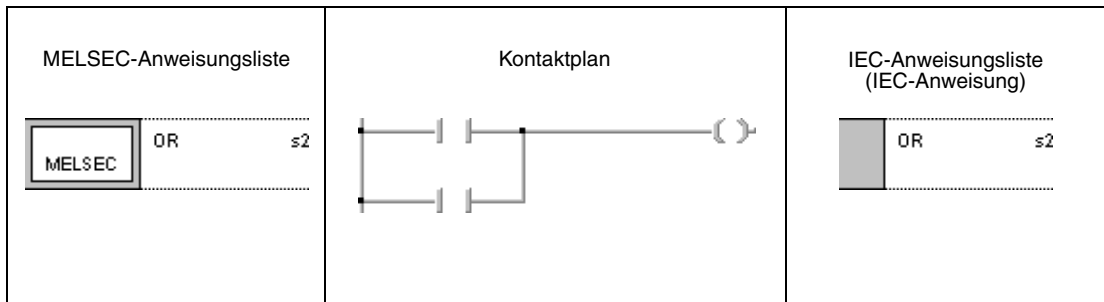 MELSEC-Anweisungsliste
MELSEC
OR s2
Kontaktplan
IEC-Anweisungsliste
(IEC-Anweisung)
OR s2